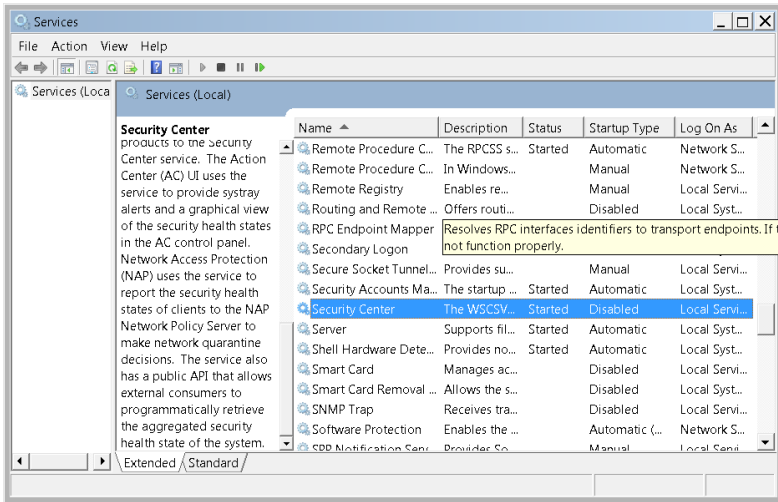 Services
File Action View Help
Services (Loca
Services (Local)
Security Center
products to the Security
Center service. The Action
Center (AC) UI uses the
service to provide systray
alerts and a graphical view
of the security health states
in the AC control panel.
Network Access Protection
(NAP) uses the service to
report the security health
states of clients to the NAP
Network Policy Server to
make network quarantine
decisions. The service also
has a public API that allows
external consumers to
programmatically retrieve
the aggregated security
health state of the system.
Name Description Status Startup Type Log On As
Remote Procedure C... The RPCSS s... Started Automatic Network S...
Remote Procedure C... In Windows... Manual Network S...
Remote Registry Enables re... Manual Local Servi...
Routing and Remote ... Offers routi... Disabled Local Syst...
RPC Endpoint Mapper Resolves RPC interfaces identifiers to transport endpoints. If t
Secondary Logon not function properly.
Secure Socket Tunnel... Provides su... Manual Local Servi...
Security Accounts Ma... The startup ... Started Automatic Local Syst...
Security Center The WSCSV... Started Disabled Local Servi...
Server Supports fil... Started Automatic Local Syst...
Shell Hardware Dete... Provides no... Started Automatic Local Syst...
Smart Card Manages ac... Disabled Local Servi...
Smart Card Removal ... Allows the s... Disabled Local Syst...
SNMP Trap Receives tra... Disabled Local Servi...
Software Protection Enables the ... Automatic (... Network S...
SPP Notification Serv Provides So Manual Local Servi
Extended Standard